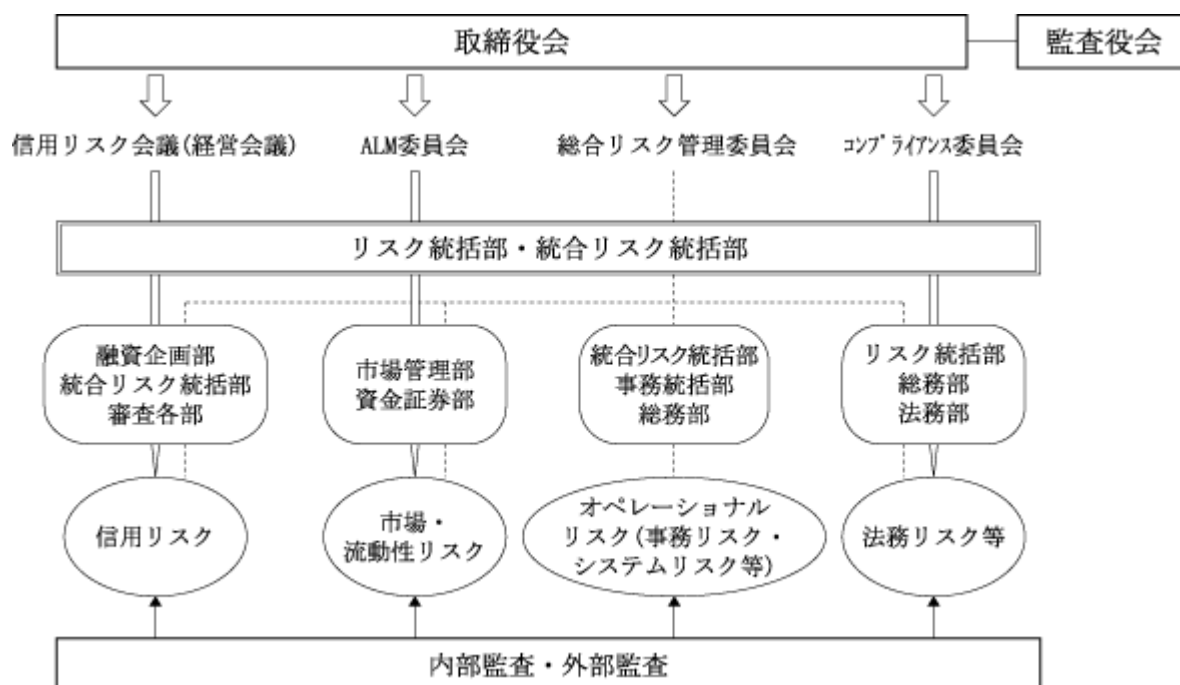 取締役会
監査役会
信用リスク会議(経営会議)
ALM委員会
総合リスク管理委員会
ｺﾝﾌﾟﾗｲｱﾝｽ委員会
リスク統括部・統合リスク統括部
融資企画部
統合リスク統括部
審査各部
市場管理部
資金証券部
統合リスク統括部
事務統括部
総務部
リスク統括部
総務部
法務部
信用リスク
市場・
流動性リスク
オペレーショナル
リスク(事務リスク・
システムリスク等)
法務リスク等
内部監査・外部監査